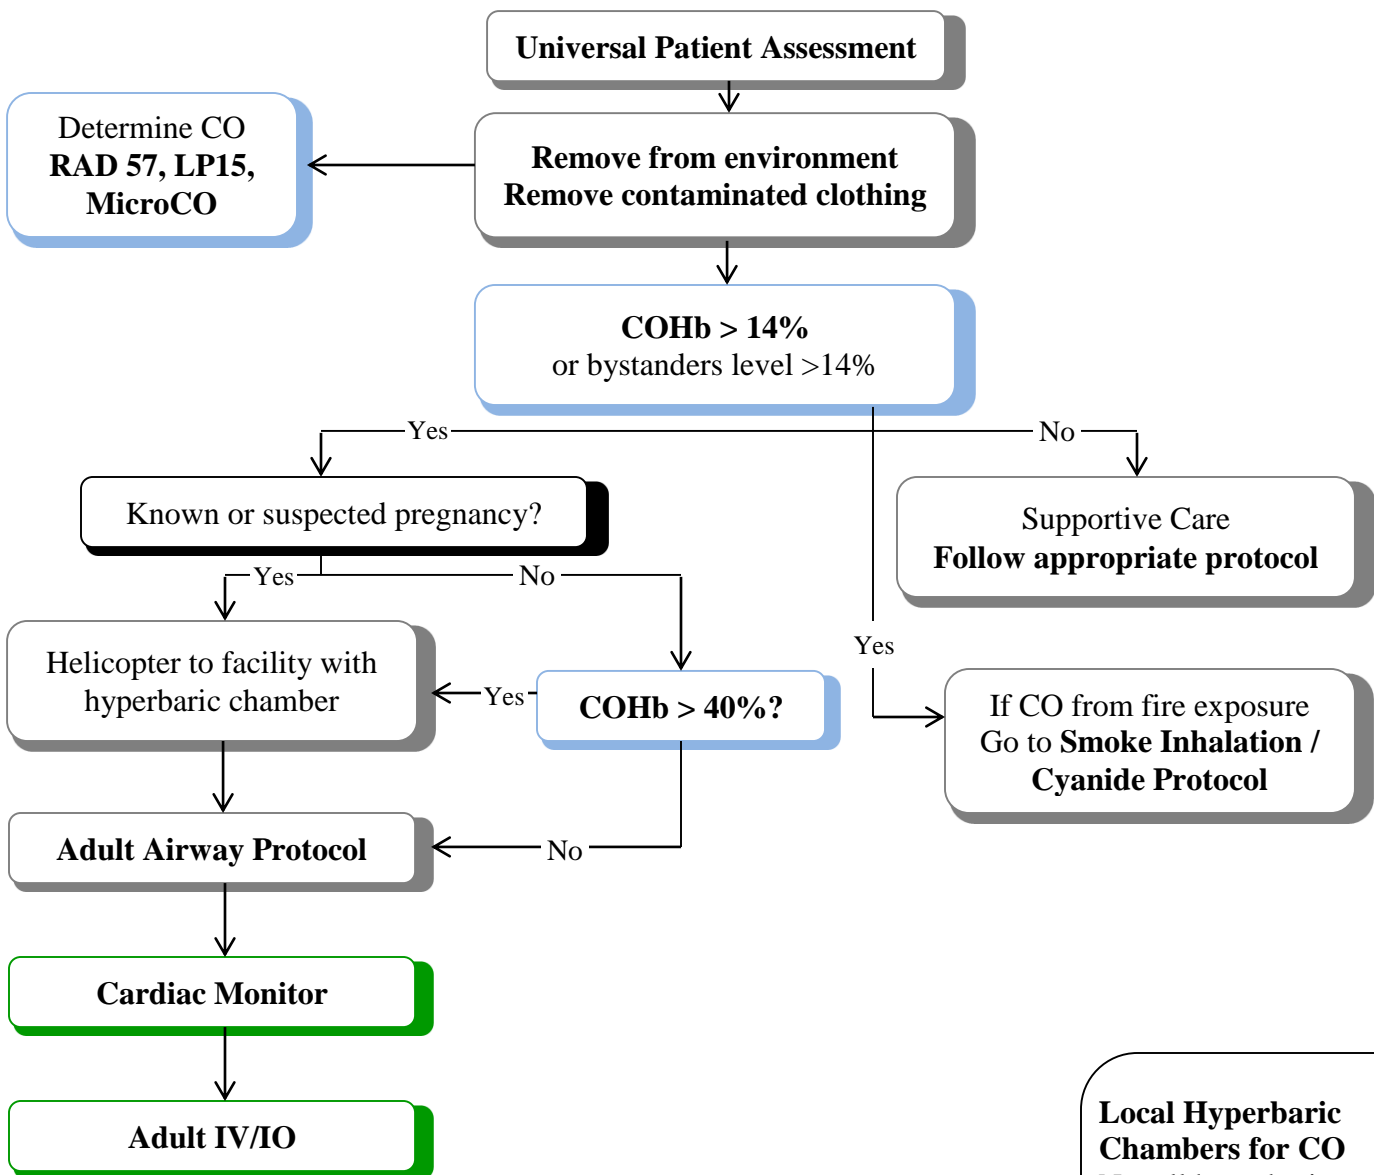 Universal Patient Assessment
Determine CO
RAD 57, LP15,
MicroCO
Remove from environment
Remove contaminated clothing
COHb > 14%
or bystanders level >14%
Yes
No
Known or suspected pregnancy?
Supportive Care
Follow appropriate protocol
Yes
No
Yes
Helicopter to facility with
hyperbaric chamber
Yes
COHb > 40%?
If CO from fire exposure
Go to Smoke Inhalation /
Cyanide Protocol
Adult Airway Protocol
No
Cardiac Monitor
Adult IV/IO
Local Hyperbaric
Chambers for CO